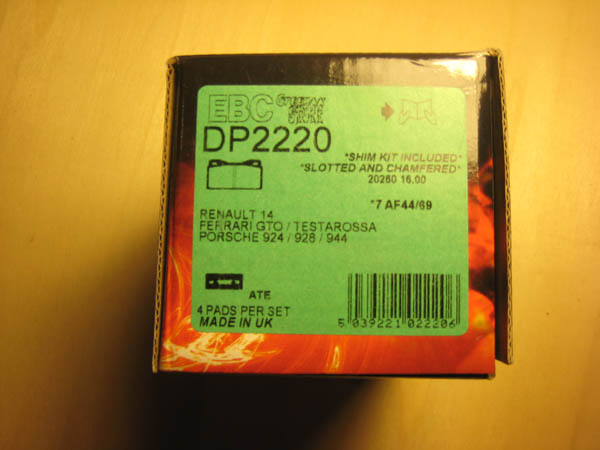 EBC
DP2220
*SHIM KIT INCLUDED*
*SLOTTED AND CHAMFERED*
20260 16.00
*7 AF44/69
RENAULT 14
FERRARI GTO / TESTAROSSA
PORSCHE 924 / 928 / 944
ATE
4 PADS PER SET
MADE IN UK
5 039221 022206